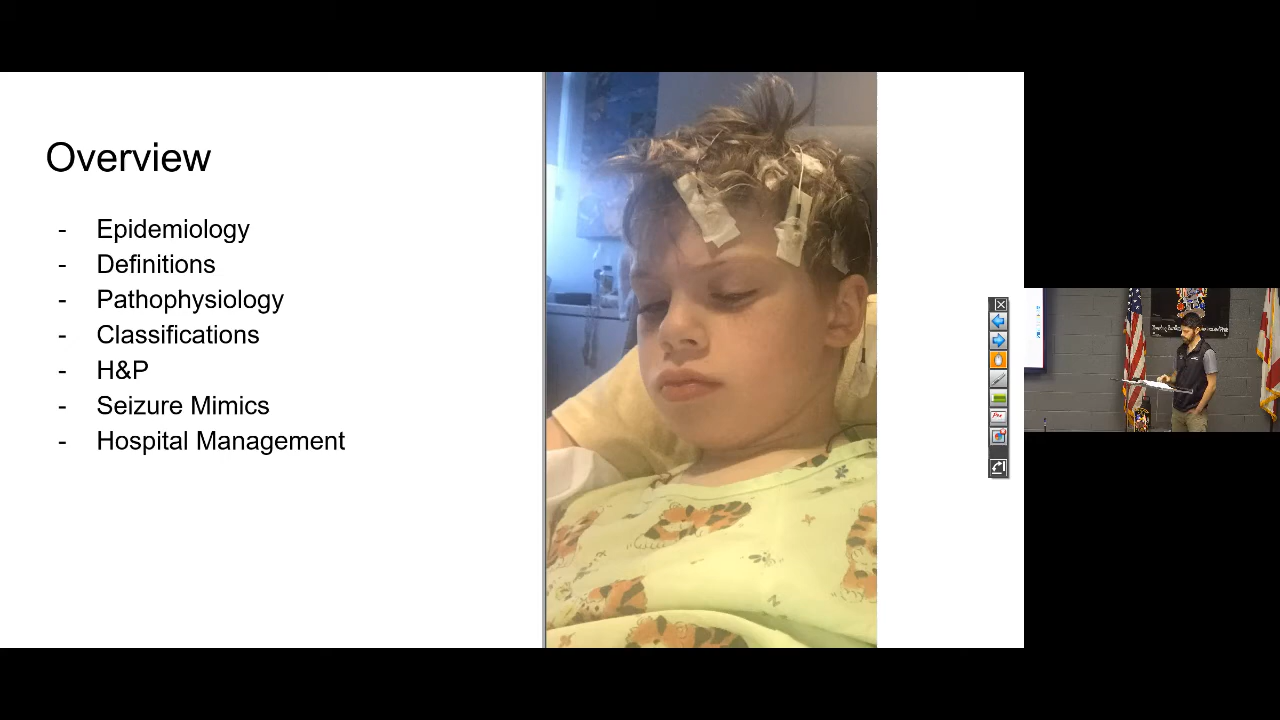 Overview
- Epidemiology
- Definitions
- Pathophysiology
- Classifications
- H&P
- Seizure Mimics
- Hospital Management